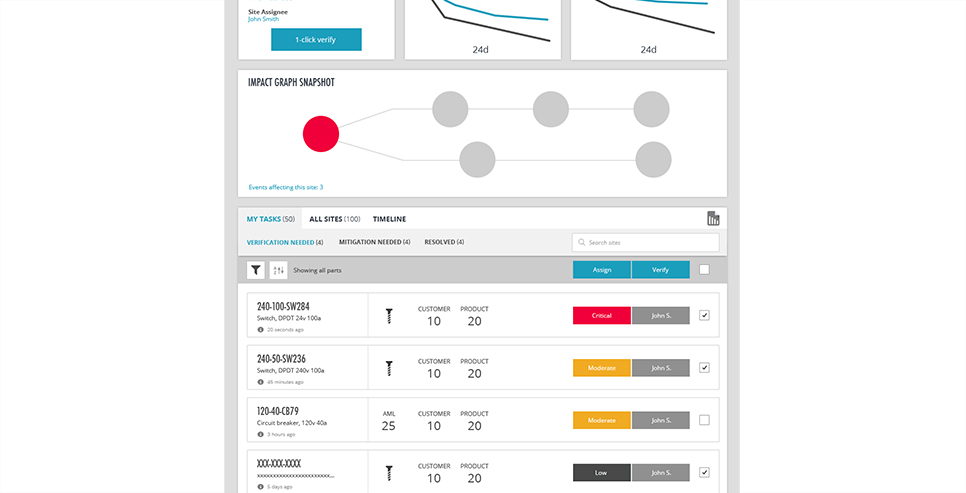 Site Assignee
John Smith
1-click verify
24d
24d
IMPACT GRAPH SNAPSHOT
Events affecting this site: 3
MY TASKS (50) ALL SITES (100) TIMELINE
VERIFICATION NEEDED (4) MITIGATION NEEDED (4) RESOLVED (4) Search sites
Showing all parts Assign Verify
240-100-SW284
Switch, DPDT 24v 100a
20 seconds ago
CUSTOMER PRODUCT
10 20
Critical John S.
240-50-SW236
Switch, DPDT 240v 100a
45 minutes ago
CUSTOMER PRODUCT
10 20
Moderate John S.
120-40-CB79
Circuit breaker, 120v 40a
3 hours ago
AML CUSTOMER PRODUCT
25 10 20
Moderate John S.
XXX-XXX-XXXX
xxxxxxxxxxxxxxxxxxxxxxx...
5 days ago
CUSTOMER PRODUCT
10 20
Low John S.